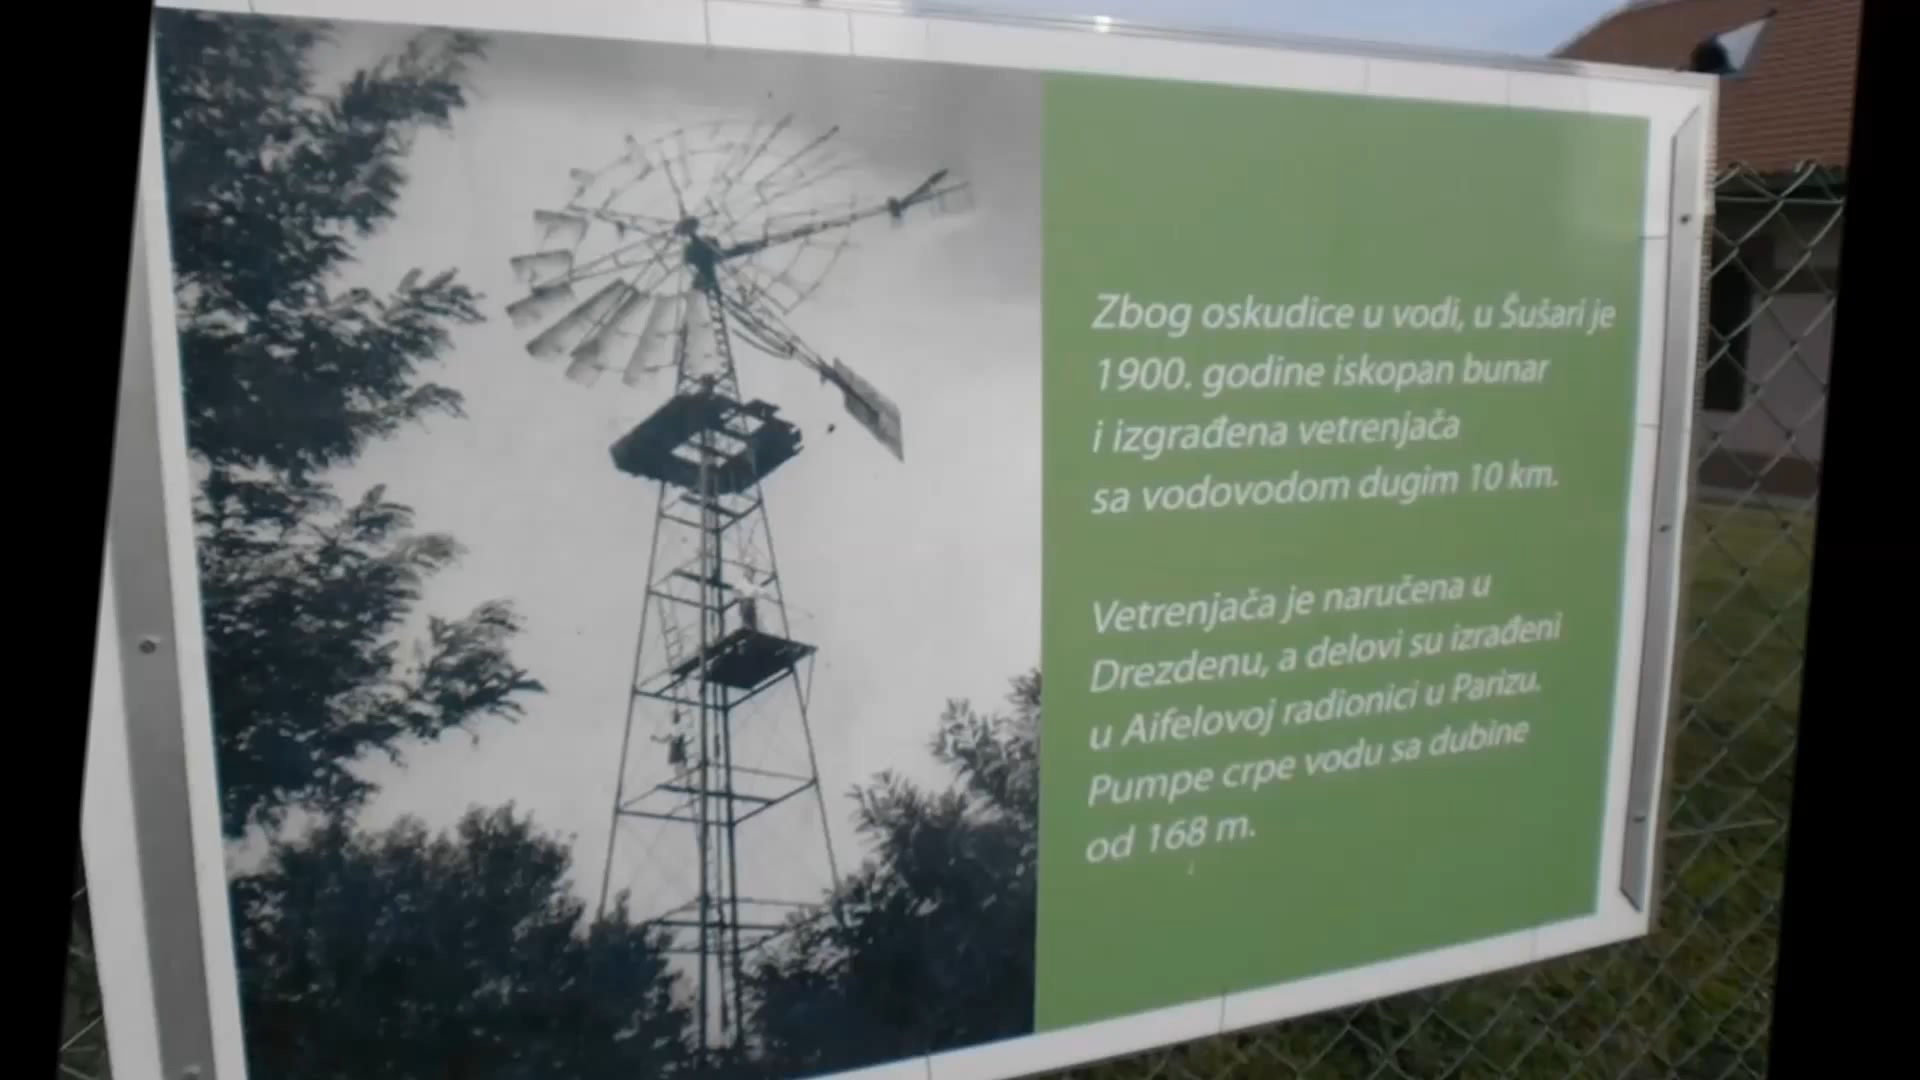 Zbog oskudice u vodi, u Šušari je
1900. godine iskopan bunar
i izgrađena vetrenjača
sa vodovodom dugim 10 km.
Vetrenjača je naručena u
Drezdenu, a delovi su izrađeni
u Aifelovoj radionici u Parizu.
Pumpe crpe vodu sa dubine
od 168 m.